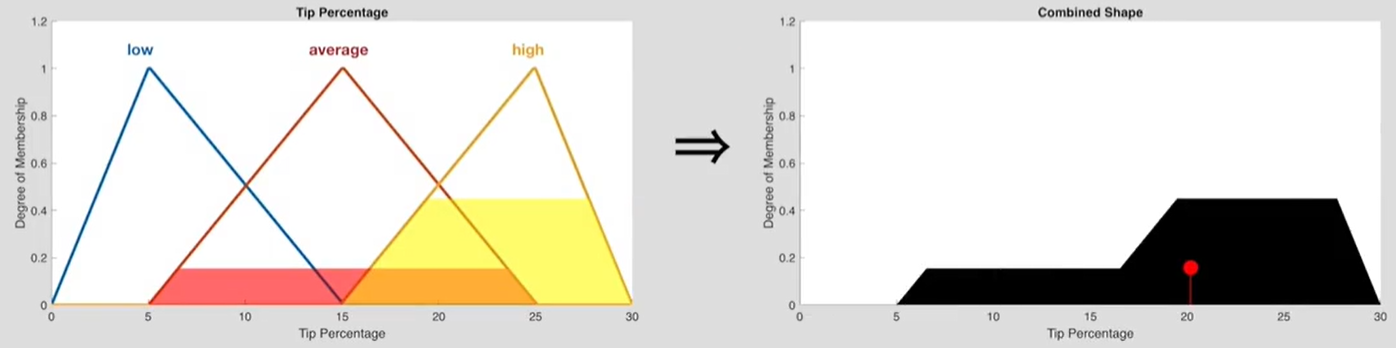 Tip Percentage
1.2
1
0.8
0.6
0.4
0.2
0
Degree of Membership
low
average
high
0 5 10 15 20 25 30
Tip Percentage
⇒
Combined Shape
1.2
1
0.8
0.6
0.4
0.2
0
Degree of Membership
0 5 10 15 20 25 30
Tip Percentage